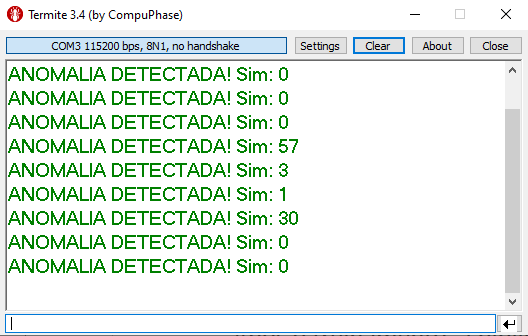 Termite 3.4 (by CompuPhase)
COM3 115200 bps, 8N1, no handshake Settings Clear About Close
ANOMALIA DETECTADA! Sim: 0
ANOMALIA DETECTADA! Sim: 0
ANOMALIA DETECTADA! Sim: 0
ANOMALIA DETECTADA! Sim: 57
ANOMALIA DETECTADA! Sim: 3
ANOMALIA DETECTADA! Sim: 1
ANOMALIA DETECTADA! Sim: 30
ANOMALIA DETECTADA! Sim: 0
ANOMALIA DETECTADA! Sim: 0